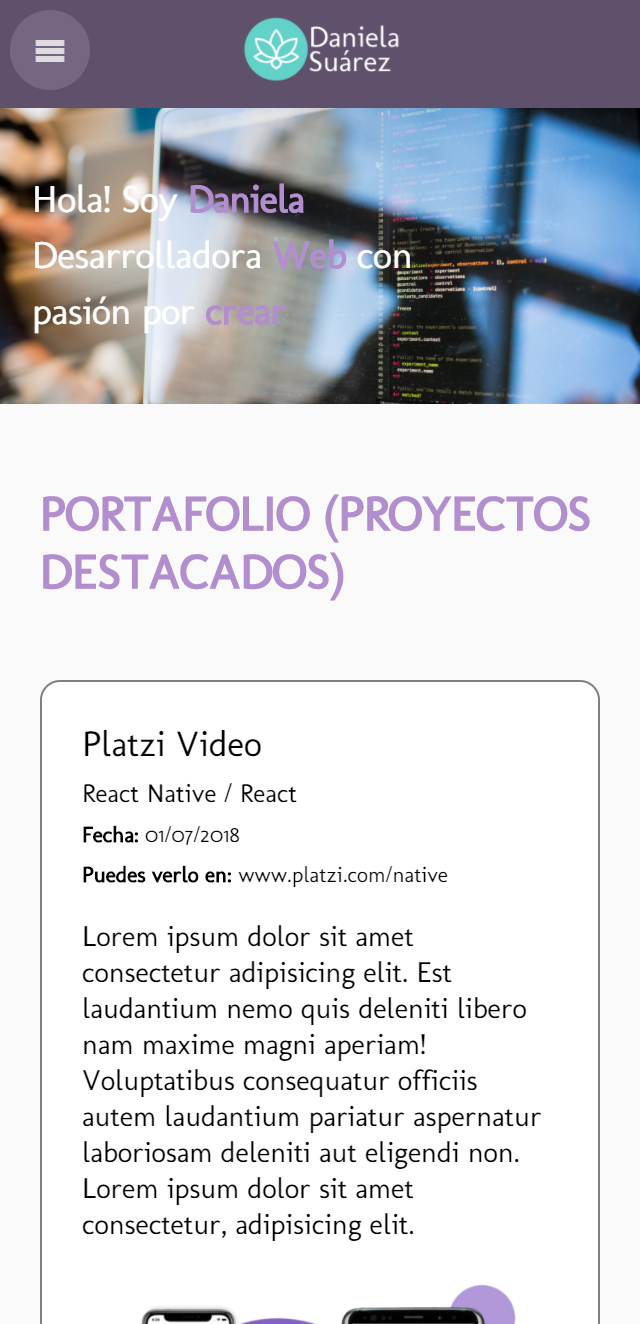 Daniela
Suárez
Hola! Soy Daniela
Desarrolladora Web con
pasión por crear
PORTAFOLIO (PROYECTOS
DESTACADOS)
Platzi Video
React Native / React
Fecha: 01/07/2018
Puedes verlo en: www.platzi.com/native
Lorem ipsum dolor sit amet
consectetur adipisicing elit. Est
laudantium nemo quis deleniti libero
nam maxime magni aperiam!
Voluptatibus consequatur officiis
autem laudantium pariatur aspernatur
laboriosam deleniti aut eligendi non.
Lorem ipsum dolor sit amet
consectetur, adipisicing elit.